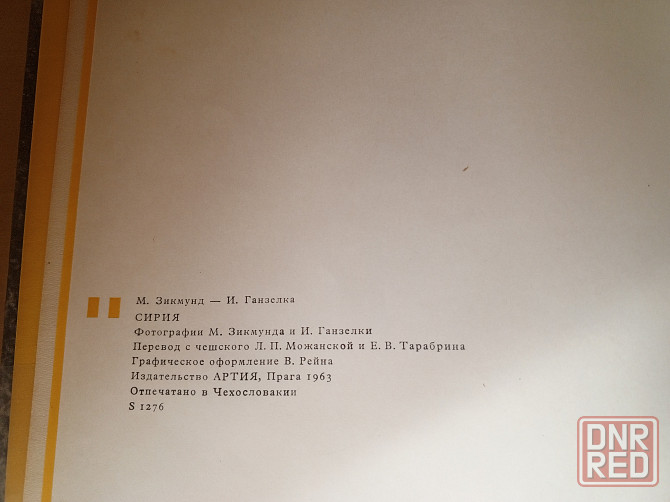 М. Зикмунд — И. Ганзелка
СИРИЯ
Фотографии М. Зикмунда и И. Ганзелки
Перевод с чешского Л. П. Можанской и Е. В. Тарабрина
Графическое оформление В. Рейна
Издательство АРТИЯ, Прага 1963
Отпечатано в Чехословакии
S 1276
DNR
RED